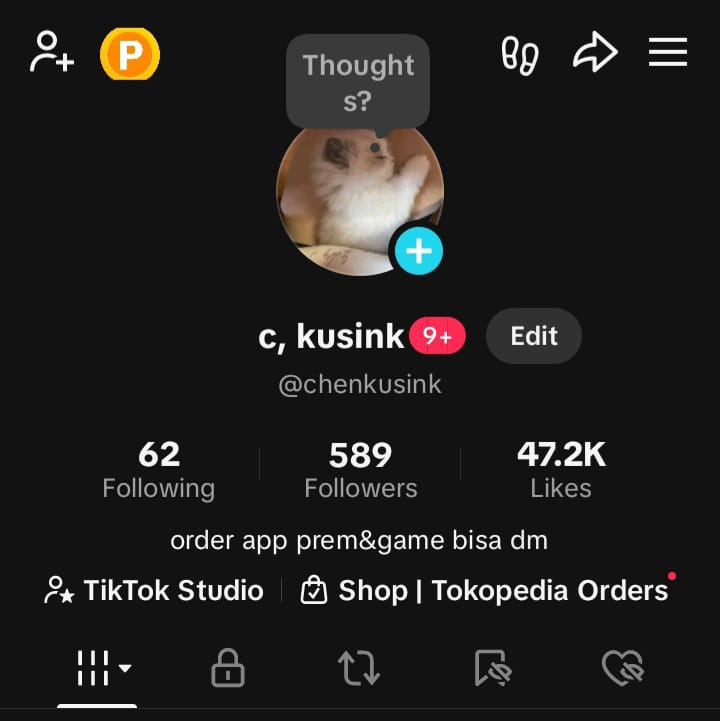 P
Thought
s?
c, kusink 9+ Edit
@chenkusink
62 589 47.2K
Following Followers Likes
order app prem&game bisa dm
TikTok Studio Shop | Tokopedia Orders